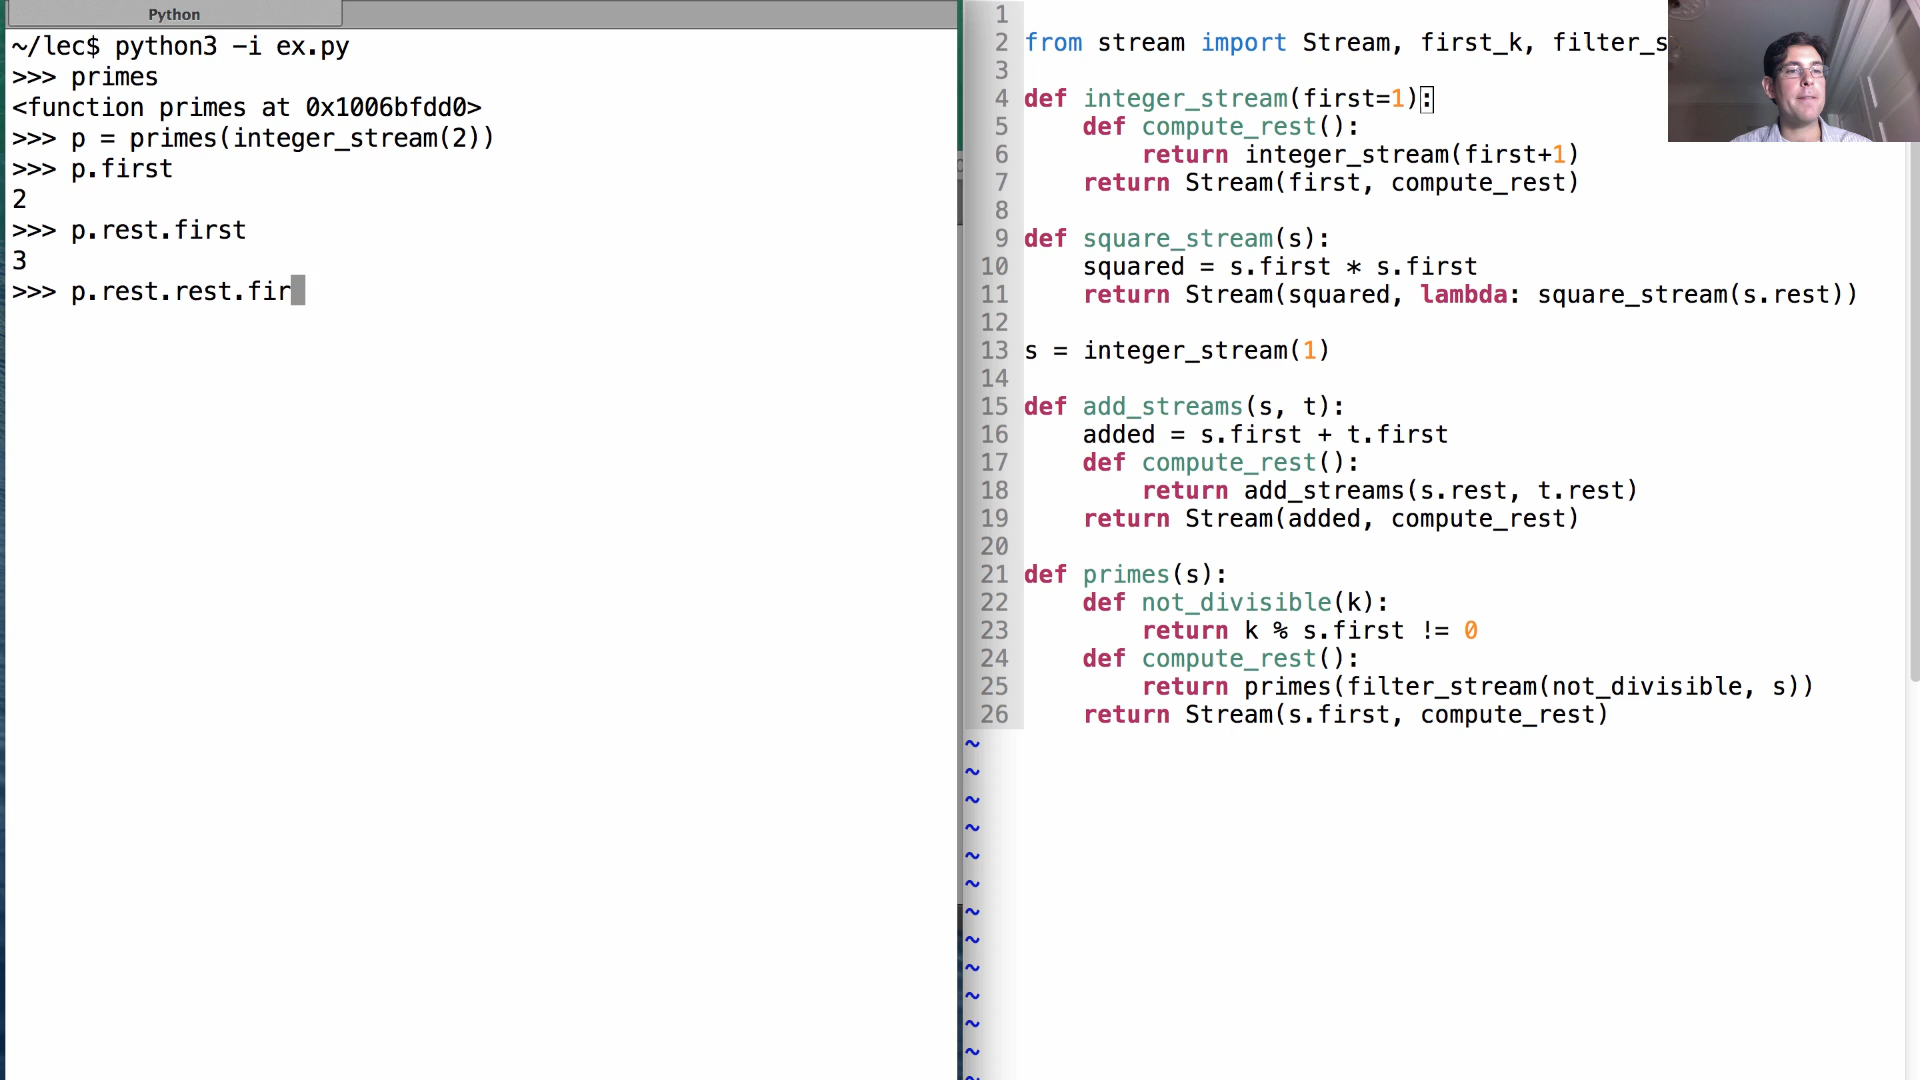 Python
~/lec$ python3 -i ex.py
>>> primes
<function primes at 0x1006bfdd0>
>>> p = primes(integer_stream(2))
>>> p.first
2
>>> p.rest.first
3
>>> p.rest.rest.fir
1
2 from stream import Stream, first_k, filter_s
3
4 def integer_stream(first=1):
5     def compute_rest():
6         return integer_stream(first+1)
7     return Stream(first, compute_rest)
8
9 def square_stream(s):
10     squared = s.first * s.first
11     return Stream(squared, lambda: square_stream(s.rest))
12
13 s = integer_stream(1)
14
15 def add_streams(s, t):
16     added = s.first + t.first
17     def compute_rest():
18         return add_streams(s.rest, t.rest)
19     return Stream(added, compute_rest)
20
21 def primes(s):
22     def not_divisible(k):
23         return k % s.first != 0
24     def compute_rest():
25         return primes(filter_stream(not_divisible, s))
26     return Stream(s.first, compute_rest)
~
~
~
~
~
~
~
~
~
~
~
~
~